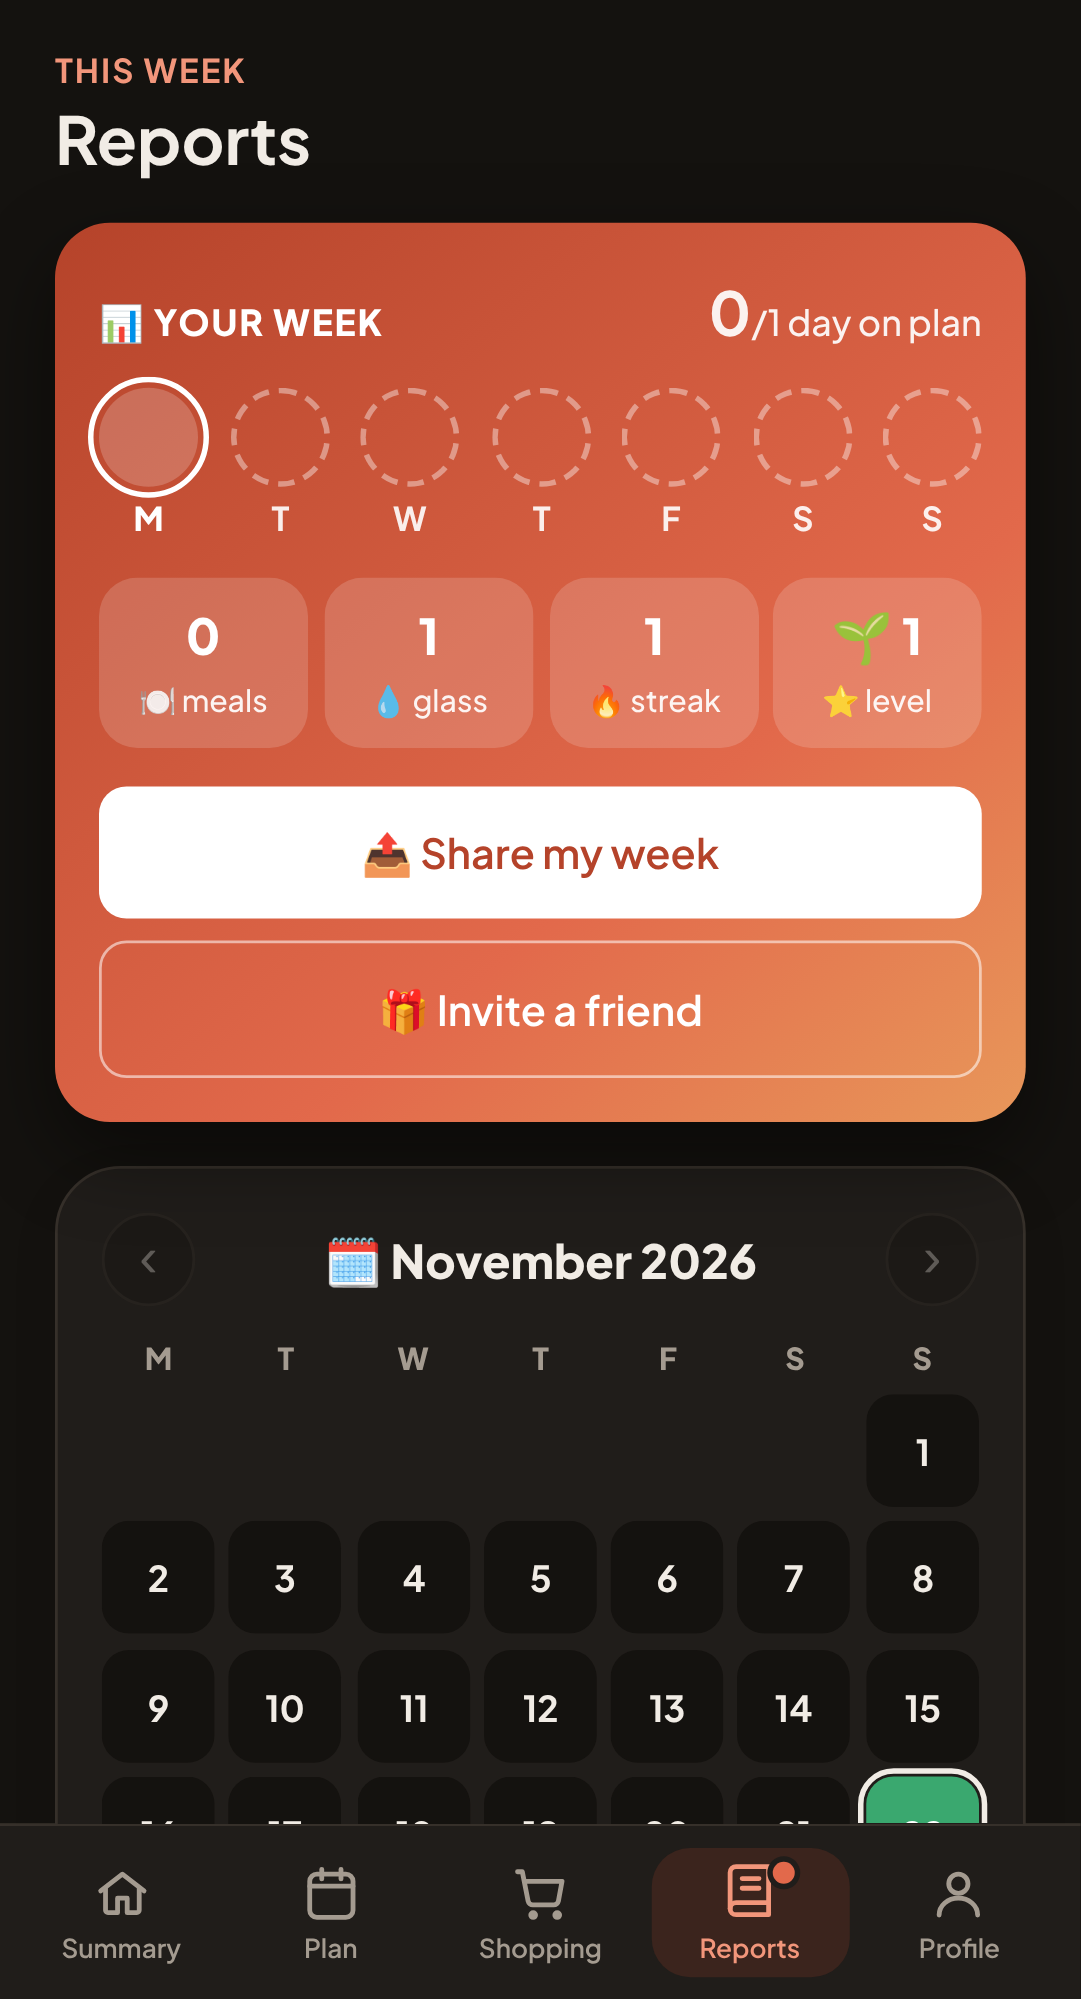 THIS WEEK
Reports
YOUR WEEK
0/1 day on plan
M T W T F S S
0 1 1 1
meals glass streak level
Share my week
Invite a friend
‹ November 2026 ›
M T W T F S S
1
2 3 4 5 6 7 8
9 10 11 12 13 14 15
Summary Plan Shopping Reports Profile